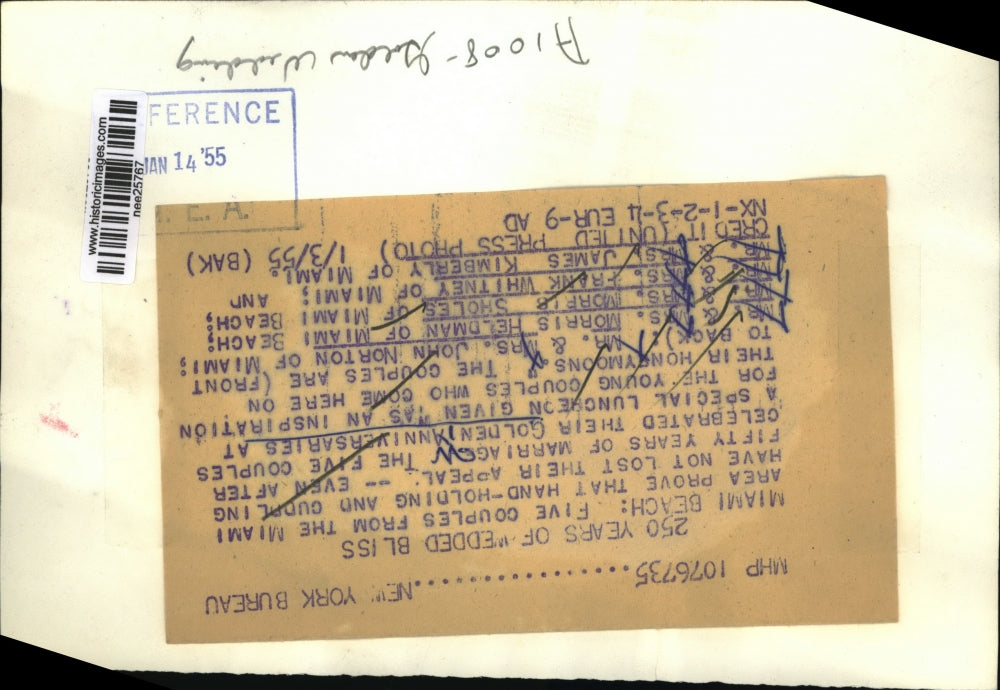 A1008- Golden Wedding
FERENCE
JAN 14 '55
. E. A.
www.historicimages.com
nee25767
MHP 1076735..................NEW YORK BUREAU
250 YEARS OF WEDDED BLISS
MIAMI BEACH: FIVE COUPLES FROM THE MIAMI
AREA PROVE THAT HAND-HOLDING AND CUDDLING
HAVE NOT LOST THEIR APPEAL. -- EVEN AFTER
FIFTY YEARS OF MARRIAGE. THE FIVE COUPLES
CELEBRATED THEIR GOLDEN ANNIVERSARIES AT
A SPECIAL LUNCHEON GIVEN AS AN INSPIRATION
FOR THE YOUNG COUPLES WHO COME HERE ON
THEIR HONEYMOONS. THE COUPLES ARE (FRONT
TO BACK) MR. & MRS. JOHN NORTON OF MIAMI;
MR. & MRS. MORRIS HELDMAN OF MIAMI BEACH;
MR. & MRS. MORRIS SHOLES OF MIAMI BEACH;
MR. & MRS. FRANK WHITNEY OF MIAMI; AND
MR. & MRS. JAMES KIMBERLY OF MIAMI.
CREDIT (UNITED PRESS PHOTO) 1/3/55 (BAK)
NX-1-2-3-4 EUR-9 AD